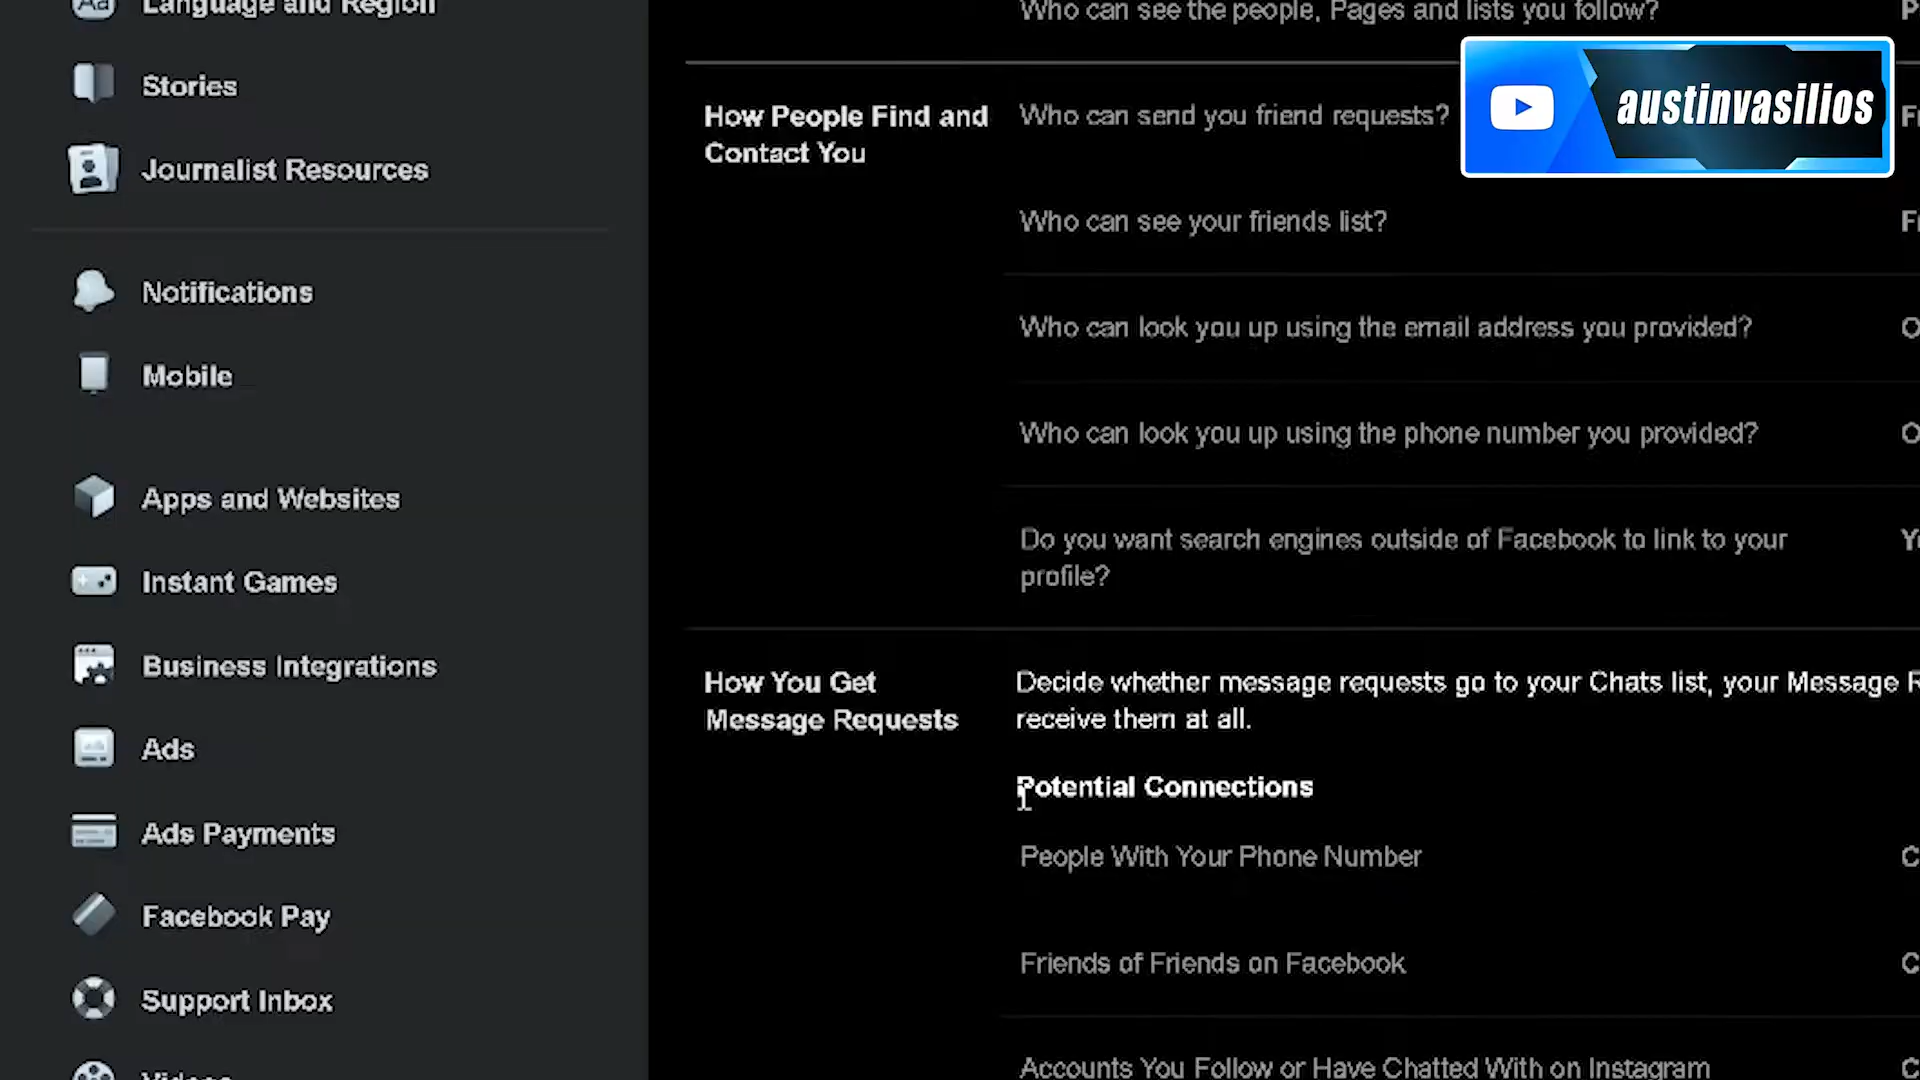 Language and Region
Stories
Journalist Resources
Notifications
Mobile
Apps and Websites
Instant Games
Business Integrations
Ads
Ads Payments
Facebook Pay
Support Inbox
Videos
Who can see the people, Pages and lists you follow?
How People Find and
Contact You
Who can send you friend requests?
Who can see your friends list?
Who can look you up using the email address you provided?
Who can look you up using the phone number you provided?
Do you want search engines outside of Facebook to link to your
profile?
How You Get
Message Requests
Decide whether message requests go to your Chats list, your Message
receive them at all.
Potential Connections
People With Your Phone Number
Friends of Friends on Facebook
Accounts You Follow or Have Chatted With on Instagram
austinvasilios